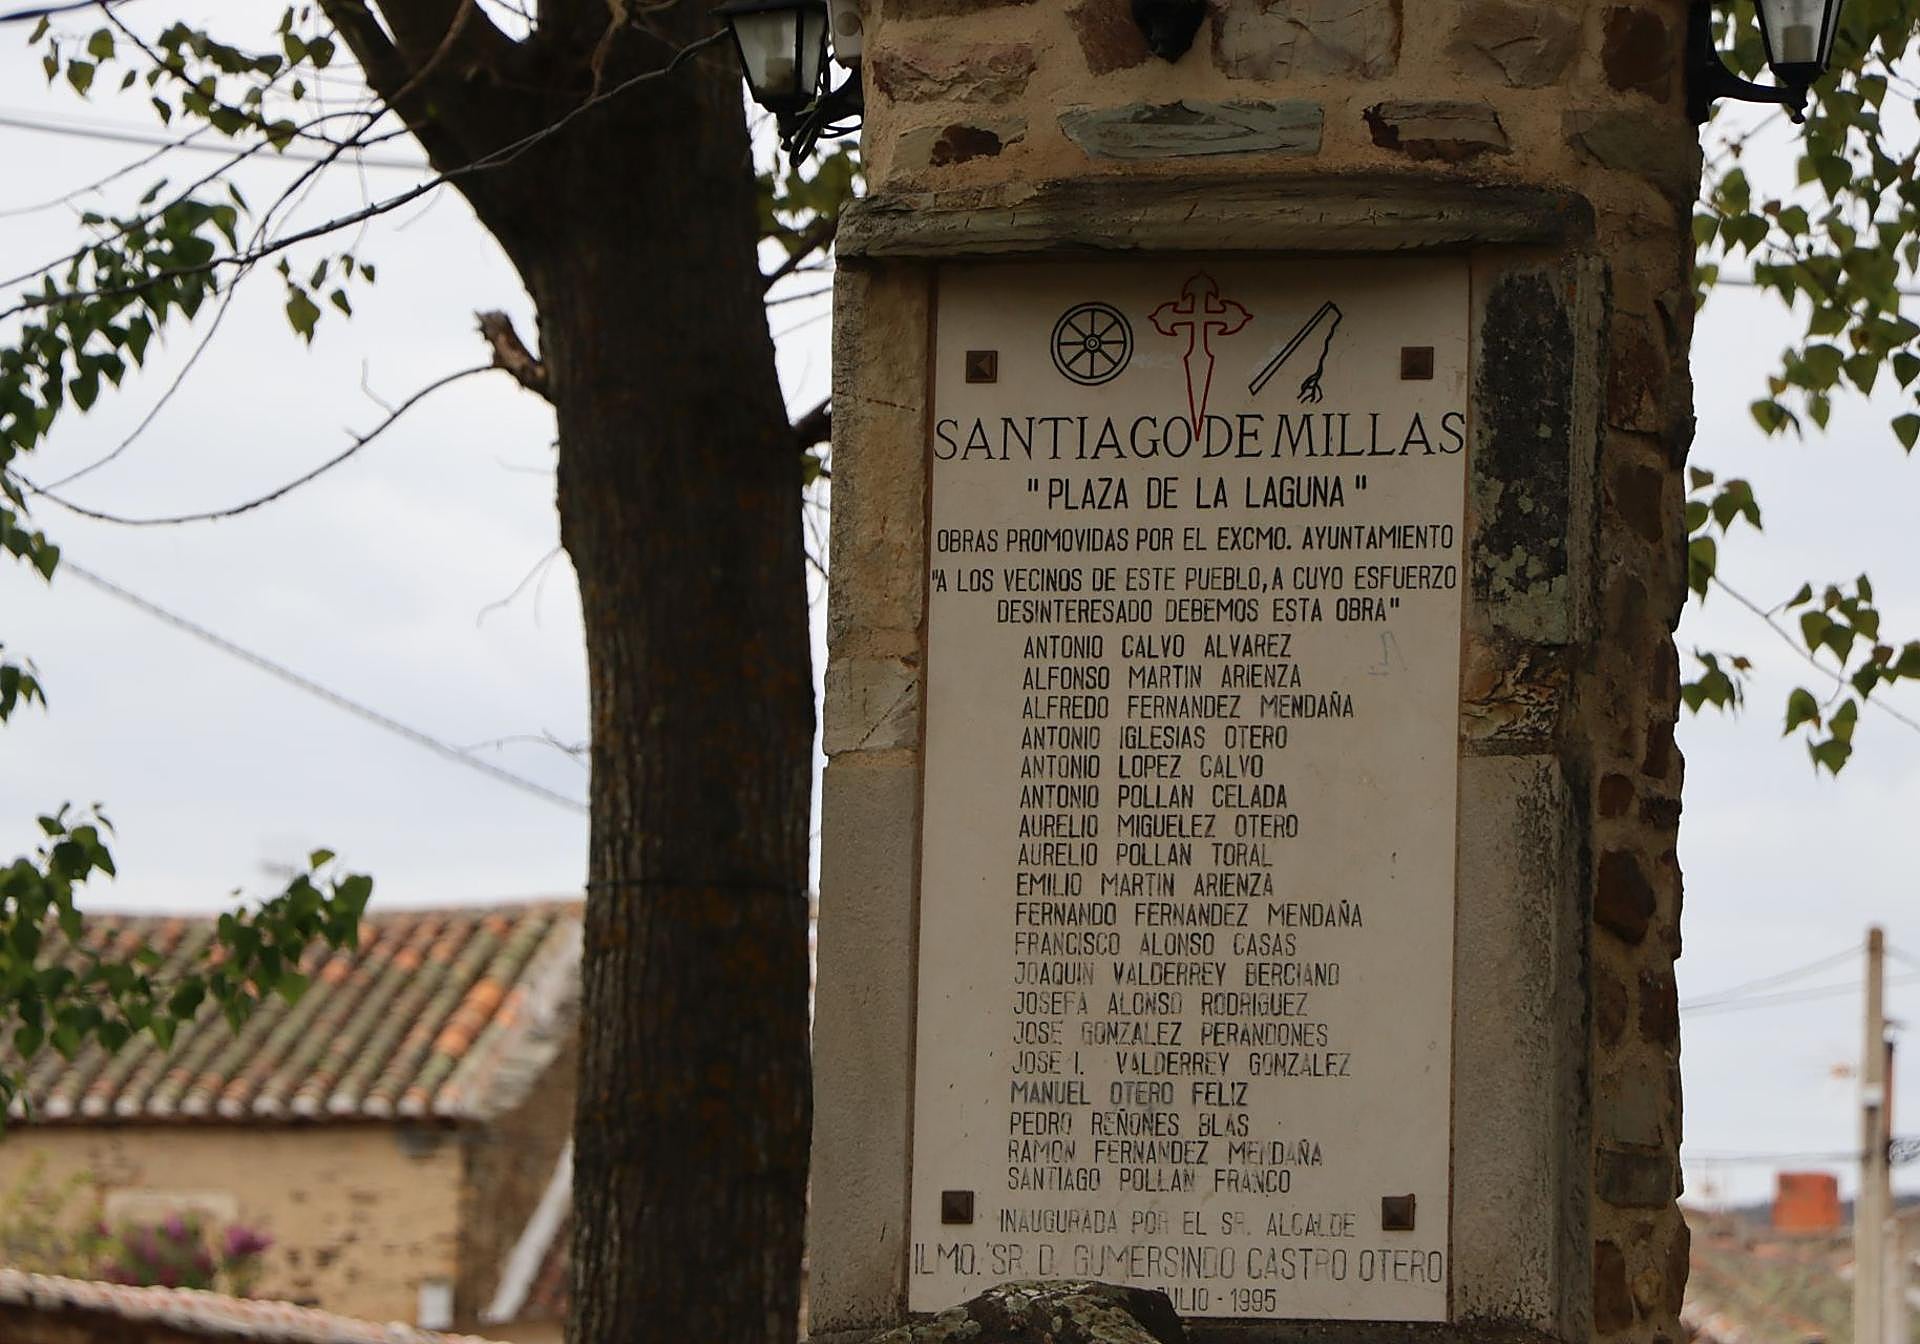 SANTIAGO DE MILLAS
"PLAZA DE LA LAGUNA"
OBRAS PROMOVIDAS POR EL EXCMO. AYUNTAMIENTO
"A LOS VECINOS DE ESTE PUEBLO, A CUYO ESFUERZO
DESINTERESADO DEBEMOS ESTA OBRA"
ANTONIO CALVO ALVAREZ
ALFONSO MARTIN ARIENZA
ALFREDO FERNANDEZ MENDAÑA
ANTONIO IGLESIAS OTERO
ANTONIO LOPEZ CALVO
ANTONIO POLLAN CELADA
AURELIO MIGUELEZ OTERO
AURELIO POLLAN TORAL
EMILIO MARTIN ARIENZA
FERNANDO FERNANDEZ MENDAÑA
FRANCISCO ALONSO CASAS
JOAQUIN VALDERREY BERCIANO
JOSEFA ALONSO RODRIGUEZ
JOSE GONZALEZ PERANDONES
JOSE I. VALDERREY GONZALEZ
MANUEL OTERO FELIZ
PEDRO REÑONES BLAS
RAMON FERNANDEZ MENDAÑA
SANTIAGO POLLAN FRANCO
INAUGURADA POR EL SR. ALCALDE
ILMO. SR. D. GUMERSINDO CASTRO OTERO
ULIO - 1995